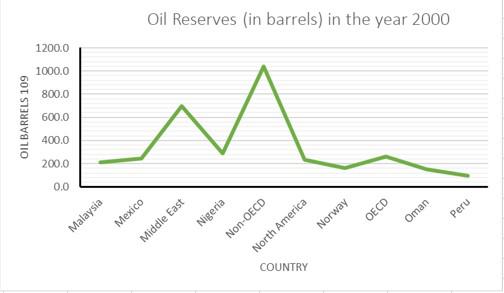 Oil Reserves (in barrels) in the year 2000
OIL BARRELS 109
1200.0
1000.0
800.0
600.0
400.0
200.0
0.0
Malaysia
Mexico
Middle East
Nigeria
Non-OECD
North America
Norway
OECD
Oman
Peru
COUNTRY